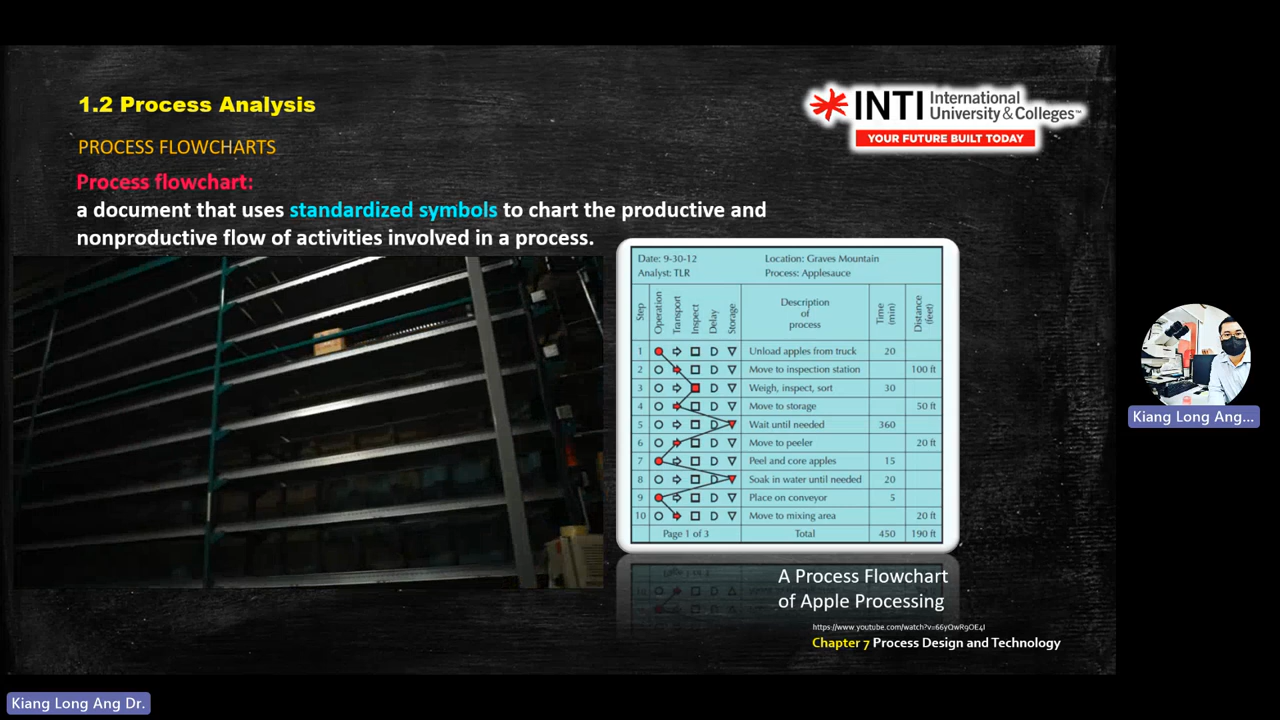 1.2 Process Analysis
INTI International University & Colleges™
YOUR FUTURE BUILT TODAY
PROCESS FLOWCHARTS
Process flowchart:
a document that uses standardized symbols to chart the productive and
nonproductive flow of activities involved in a process.
Date: 9-30-12 Location: Graves Mountain
Analyst: TLR Process: Applesauce
Step Operation Transport Inspect Delay Storage Description of process Time (min) Distance (feet)
1 D Unload apples from truck 20
2 D Move to inspection station 100 ft
3 D Weigh, inspect, sort 30
4 D Move to storage 50 ft
5 D Wait until needed 360
6 D Move to peeler 20 ft
7 D Peel and core apples 15
8 D Soak in water until needed 20
9 D Place on conveyor 5
10 D Move to mixing area 20 ft
Page 1 of 3 Total 450 190 ft
A Process Flowchart
of Apple Processing
https://www.youtube.com/watch?v=66yQwR9OE4I
Chapter 7 Process Design and Technology
Kiang Long Ang...
Kiang Long Ang Dr.